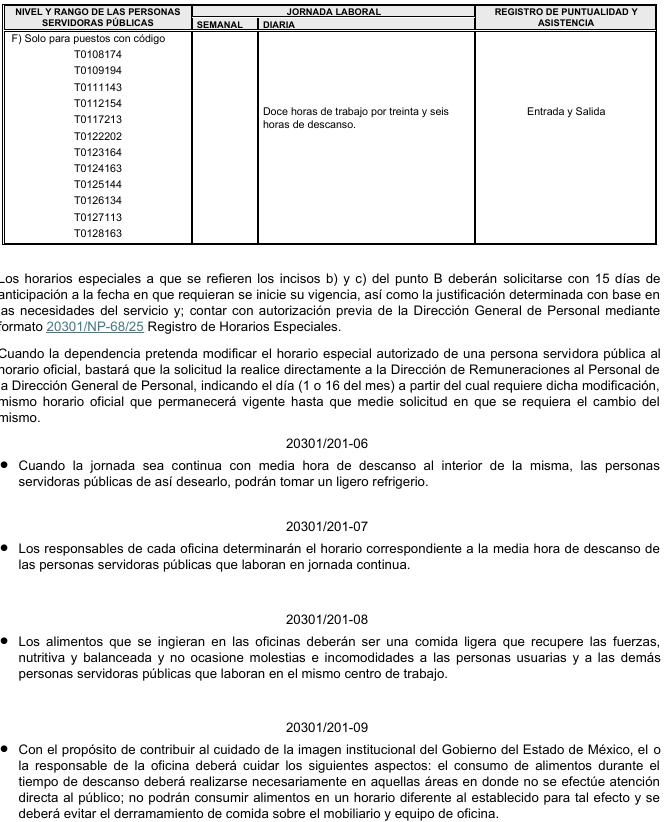 NIVEL Y RANGO DE LAS PERSONAS SERVIDORAS PÚBLICAS
JORNADA LABORAL
REGISTRO DE PUNTUALIDAD Y ASISTENCIA
SEMANAL
DIARIA
F) Solo para puestos con código
T0108174
T0109194
T0111143
T0112154
T0117213
T0122202
T0123164
T0124163
T0125144
T0126134
T0127113
T0128163
Doce horas de trabajo por treinta y seis
horas de descanso.
Entrada y Salida
Los horarios especiales a que se refieren los incisos b) y c) del punto B deberán solicitarse con 15 días de
anticipación a la fecha en que requieran se inicie su vigencia, así como la justificación determinada con base en
las necesidades del servicio y; contar con autorización previa de la Dirección General de Personal mediante
formato 20301/NP-68/25 Registro de Horarios Especiales.
Cuando la dependencia pretenda modificar el horario especial autorizado de una persona servidora pública al
horario oficial, bastará que la solicitud la realice directamente a la Dirección de Remuneraciones al Personal de
la Dirección General de Personal, indicando el día (1 o 16 del mes) a partir del cual requiere dicha modificación,
mismo horario oficial que permanecerá vigente hasta que medie solicitud en que se requiera el cambio del
mismo.
20301/201-06
• Cuando la jornada sea continua con media hora de descanso al interior de la misma, las personas
servidoras públicas de así desearlo, podrán tomar un ligero refrigerio.
20301/201-07
• Los responsables de cada oficina determinarán el horario correspondiente a la media hora de descanso de
las personas servidoras públicas que laboran en jornada continua.
20301/201-08
• Los alimentos que se ingieran en las oficinas deberán ser una comida ligera que recupere las fuerzas,
nutritiva y balanceada y no ocasione molestias e incomodidades a las personas usuarias y a las demás
personas servidoras públicas que laboran en el mismo centro de trabajo.
20301/201-09
• Con el propósito de contribuir al cuidado de la imagen institucional del Gobierno del Estado de México, el o
la responsable de la oficina deberá cuidar los siguientes aspectos: el consumo de alimentos durante el
tiempo de descanso deberá realizarse necesariamente en aquellas áreas en donde no se efectúe atención
directa al público; no podrán consumir alimentos en un horario diferente al establecido para tal efecto y se
deberá evitar el derramamiento de comida sobre el mobiliario y equipo de oficina.